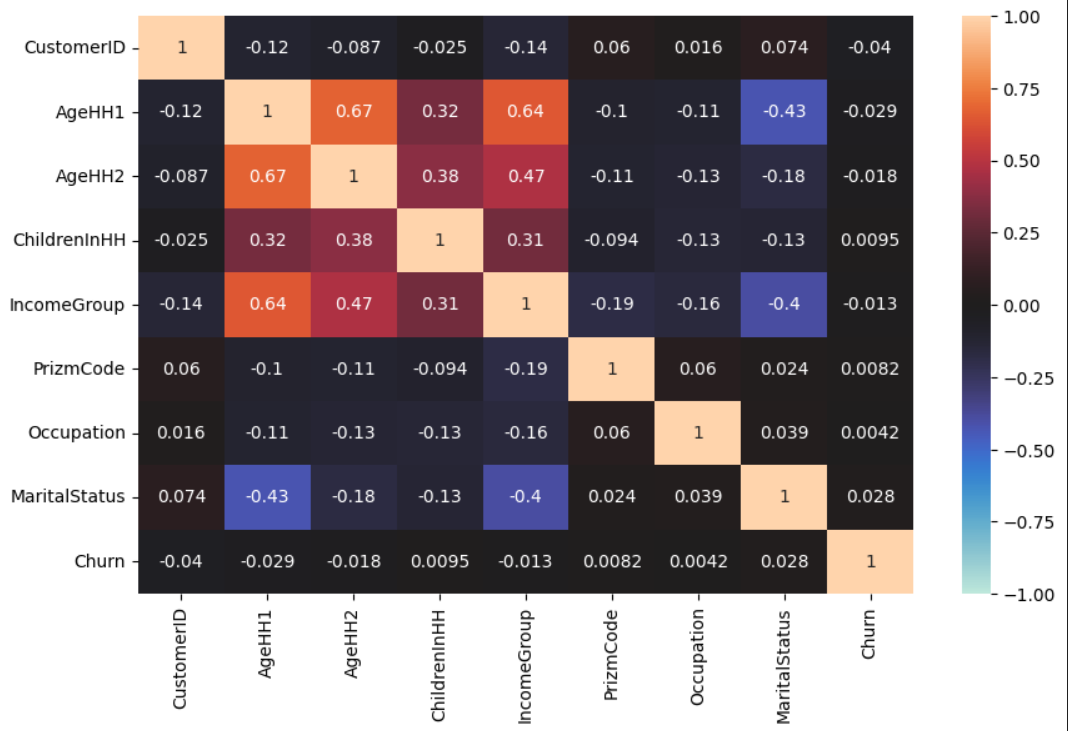 CustomerID 1 -0.12 -0.087 -0.025 -0.14 0.06 0.016 0.074 -0.04
AgeHH1 -0.12 1 0.67 0.32 0.64 -0.1 -0.11 -0.43 -0.029
AgeHH2 -0.087 0.67 1 0.38 0.47 -0.11 -0.13 -0.18 -0.018
ChildrenInHH -0.025 0.32 0.38 1 0.31 -0.094 -0.13 -0.13 0.0095
IncomeGroup -0.14 0.64 0.47 0.31 1 -0.19 -0.16 -0.4 -0.013
PrizmCode 0.06 -0.1 -0.11 -0.094 -0.19 1 0.06 0.024 0.0082
Occupation 0.016 -0.11 -0.13 -0.13 -0.16 0.06 1 0.039 0.0042
MaritalStatus 0.074 -0.43 -0.18 -0.13 -0.4 0.024 0.039 1 0.028
Churn -0.04 -0.029 -0.018 0.0095 -0.013 0.0082 0.0042 0.028 1
CustomerID AgeHH1 AgeHH2 ChildrenInHH IncomeGroup PrizmCode Occupation MaritalStatus Churn
1.00
0.75
0.50
0.25
0.00
−0.25
−0.50
−0.75
−1.00